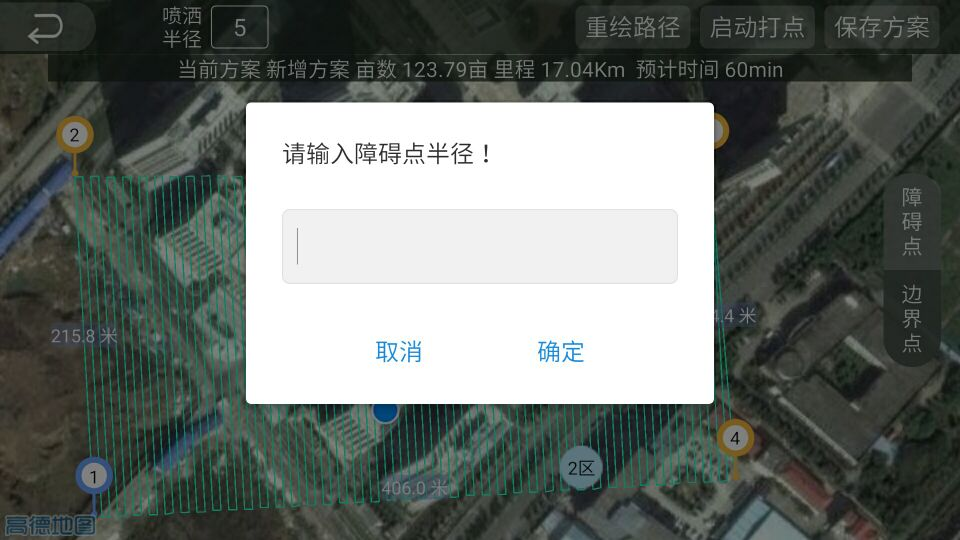 喷洒
半径
5
重绘路径
启动打点
保存方案
当前方案 新增方案 亩数 123.79亩 里程 17.04Km 预计时间 60min
2
请输入障碍点半径！
障碍点
215.8 米
4.4 米
边界点
取消
确定
4
1
2区
406.0 米
高德地图